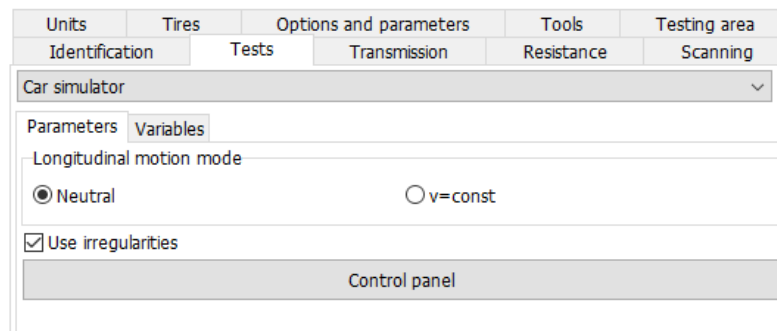 Units Tires Options and parameters Tools Testing area
Identification Tests Transmission Resistance Scanning
Car simulator
Parameters Variables
Longitudinal motion mode
Neutral v=const
Use irregularities
Control panel